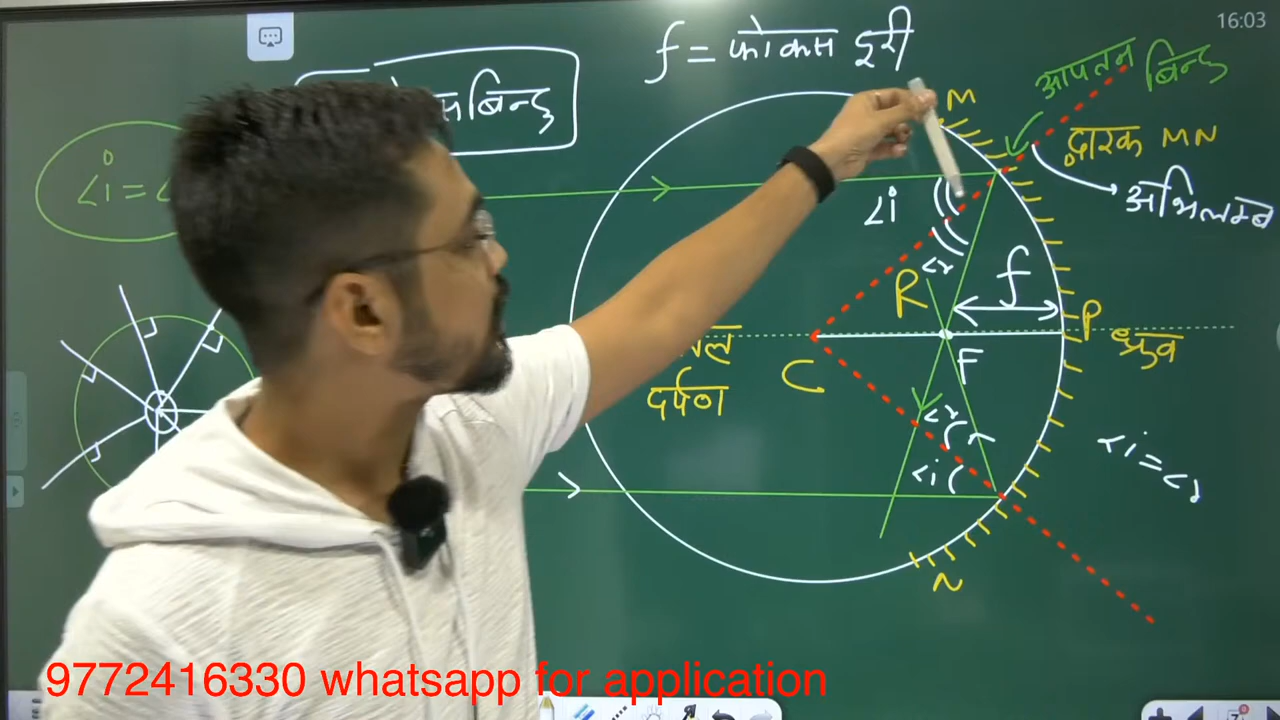 16:03
f = फोकस दूरी
आपतन बिन्दु
बिन्दु
∠i = ∠
M
द्वारक MN
अभिलम्ब
∠i
∠r
R
f
P ध्रुव
F
C
दर्पण
∠r
∠i
∠i = ∠
N
9772416330 whatsapp for application